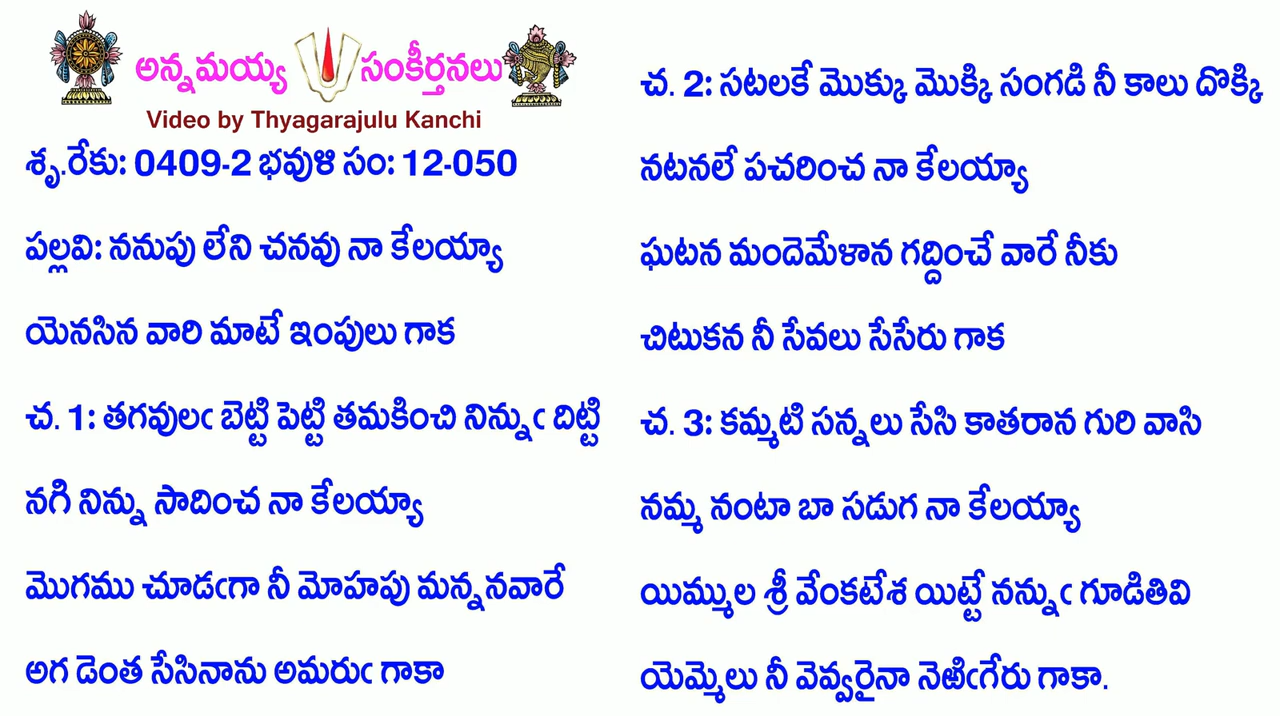 అన్నమయ్య సంకీర్తనలు
Video by Thyagarajulu Kanchi
శృ.రేకు: 0409-2 భవుళి సం: 12-050
పల్లవి: ననుపు లేని చనవు నా కేలయ్యా
యెనసిన వారి మాటే ఇంపులు గాక
చ. 1: తగవులఁ బెట్టి పెట్టి తమకించి నిన్నుఁ దిట్టి
నగి నిన్ను సాదించ నా కేలయ్యా
మొగము చూడఁగా నీ మోహపు మన్ననవారే
అగ డెంత సేసినాను అమరుఁ గాకా
చ. 2: సటలకే మొక్కు మొక్కి సంగడి నీ కాలు దొక్కి
నటనలే పచరించ నా కేలయ్యా
ఘటన మందెమేళాన గద్దించే వారే నీకు
చిటుకన నీ సేవలు సేసేరు గాక
చ. 3: కమ్మటి సన్నలు సేసి కాతరాన గురి వాసి
నమ్మ నంటా బా సడుగ నా కేలయ్యా
యిమ్ముల శ్రీ వేంకటేశ యిట్టే నన్నుఁ గూడితివి
యెమ్మెలు నీ వెవ్వరైనా నెఱిఁగేరు గాకా.